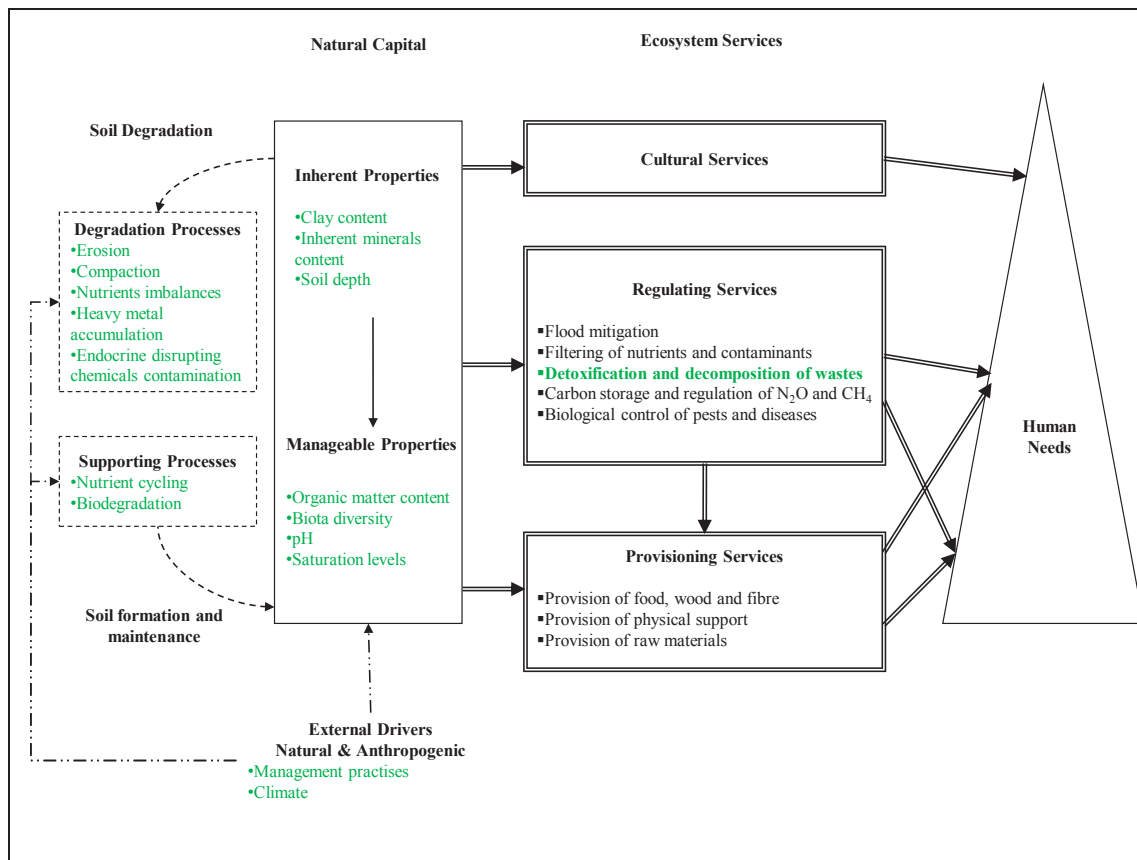 Natural Capital
Ecosystem Services
Soil Degradation
Degradation Processes
•Erosion
•Compaction
•Nutrients imbalances
•Heavy metal
accumulation
•Endocrine disrupting
chemicals contamination
Supporting Processes
•Nutrient cycling
•Biodegradation
Soil formation and
maintenance
Inherent Properties
•Clay content
•Inherent minerals
content
•Soil depth
Manageable Properties
•Organic matter content
•Biota diversity
•pH
•Saturation levels
External Drivers
Natural & Anthropogenic
•Management practises
•Climate
Cultural Services
Regulating Services
▪Flood mitigation
▪Filtering of nutrients and contaminants
▪Detoxification and decomposition of wastes
▪Carbon storage and regulation of N₂O and CH₄
▪Biological control of pests and diseases
Provisioning Services
▪Provision of food, wood and fibre
▪Provision of physical support
▪Provision of raw materials
Human
Needs